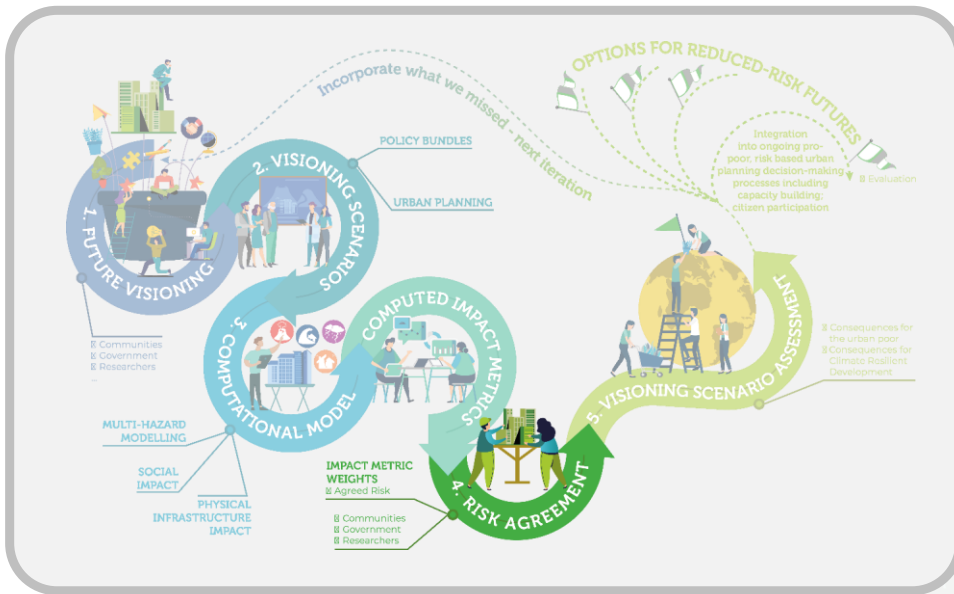 Incorporate what we missed - next iteration
OPTIONS FOR REDUCED-RISK FUTURES
1. FUTURE VISIONING
Communities
Government
Researchers
...
2. VISIONING SCENARIOS
POLICY BUNDLES
URBAN PLANNING
3. COMPUTATIONAL MODEL
MULTI-HAZARD
MODELLING
SOCIAL
IMPACT
PHYSICAL
INFRASTRUCTURE
IMPACT
COMPUTED IMPACT METRICS
4. RISK AGREEMENT
IMPACT METRIC
WEIGHTS
Agreed Risk
Communities
Government
Researchers
5. VISIONING SCENARIO ASSESSMENT
Consequences for
the urban poor
Consequences for
Climate Resilient
Development
Integration
into ongoing pro-
poor, risk based urban
planning decision-making
processes including
capacity building;
citizen participation
Evaluation